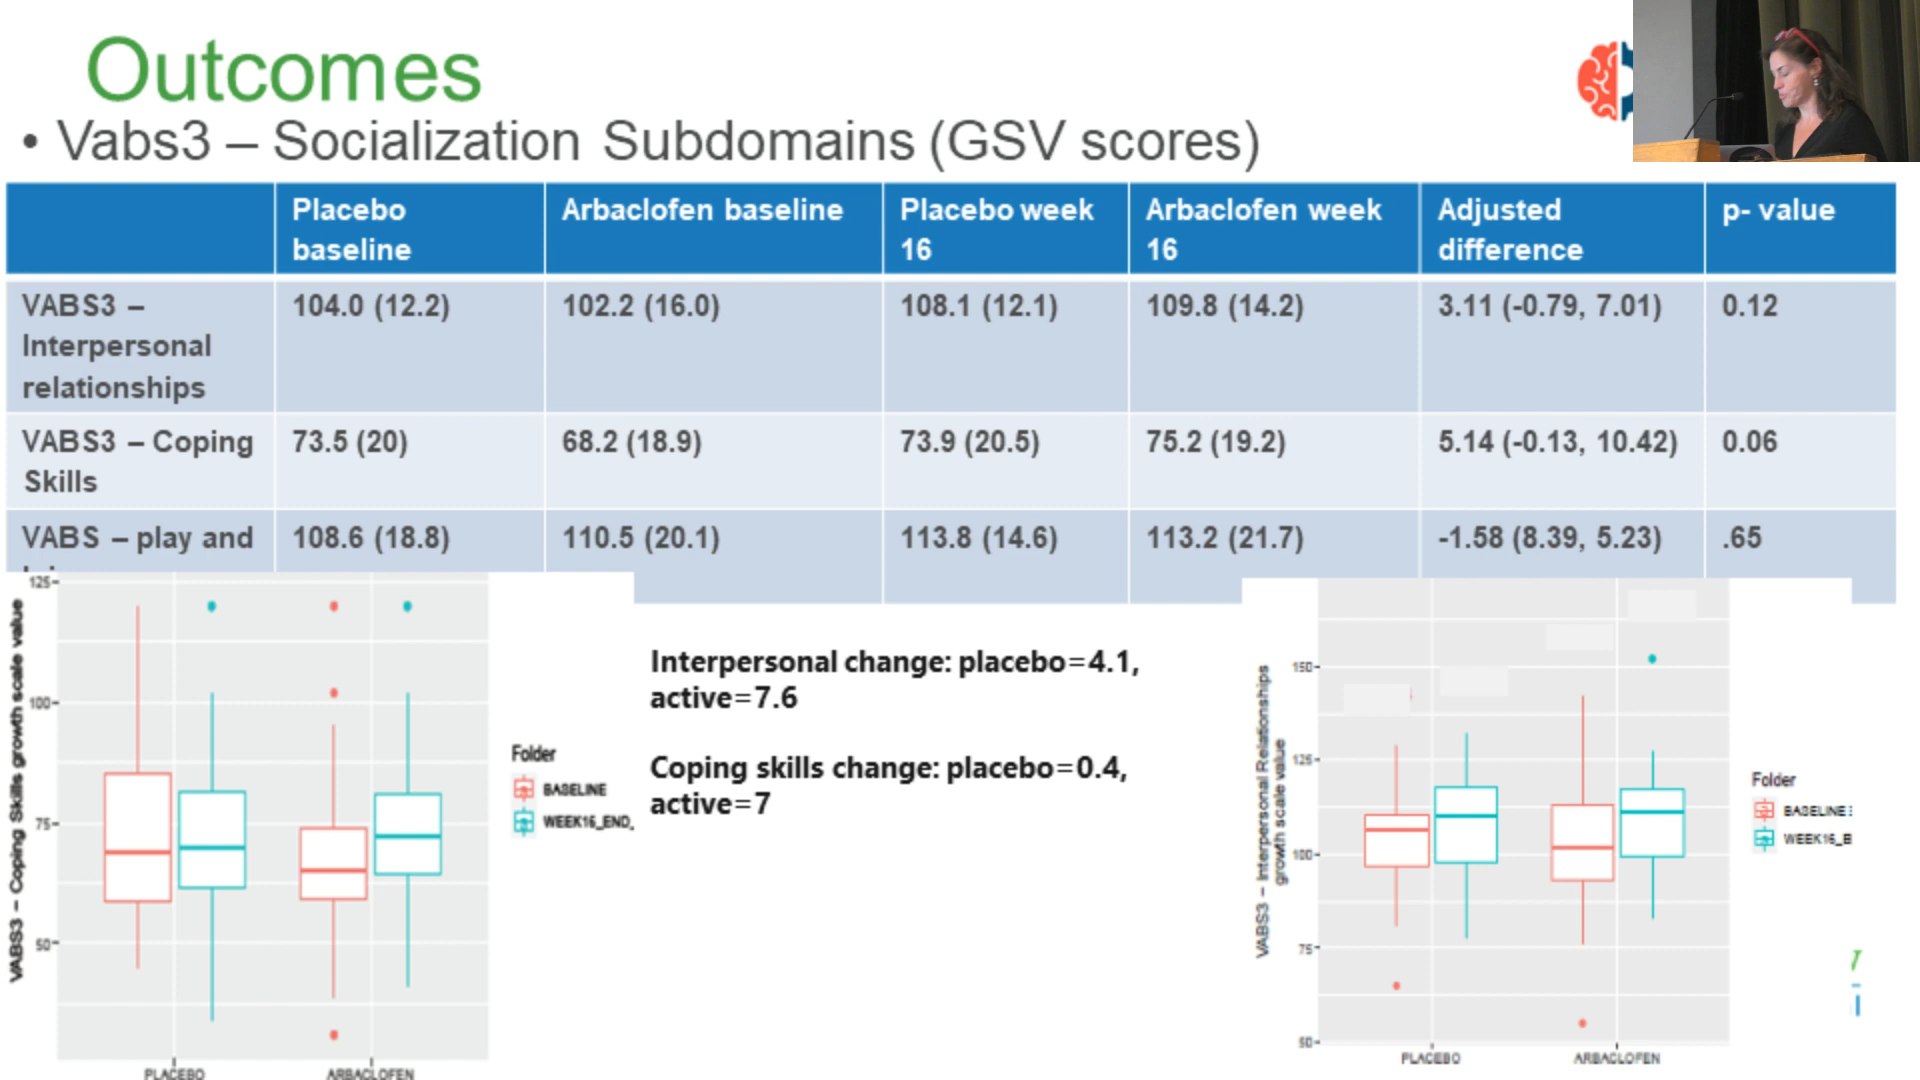 Outcomes
• Vabs3 – Socialization Subdomains (GSV scores)
Placebo baseline
Arbaclofen baseline
Placebo week 16
Arbaclofen week 16
Adjusted difference
p- value
VABS3 – Interpersonal relationships
104.0 (12.2)
102.2 (16.0)
108.1 (12.1)
109.8 (14.2)
3.11 (-0.79, 7.01)
0.12
VABS3 – Coping Skills
73.5 (20)
68.2 (18.9)
73.9 (20.5)
75.2 (19.2)
5.14 (-0.13, 10.42)
0.06
VABS – play and
108.6 (18.8)
110.5 (20.1)
113.8 (14.6)
113.2 (21.7)
-1.58 (8.39, 5.23)
.65
VABS3 – Coping Skills growth scale value
125
100
75
50
PLACEBO
ARBACLOFEN
Folder
BASELINE
WEEK16_END_
Interpersonal change: placebo=4.1,
active=7.6
Coping skills change: placebo=0.4,
active=7
VABS3 – Interpersonal Relationships
growth scale value
150
125
100
75
50
PLACEBO
ARBACLOFEN
Folder
BASELINE
WEEK16_E